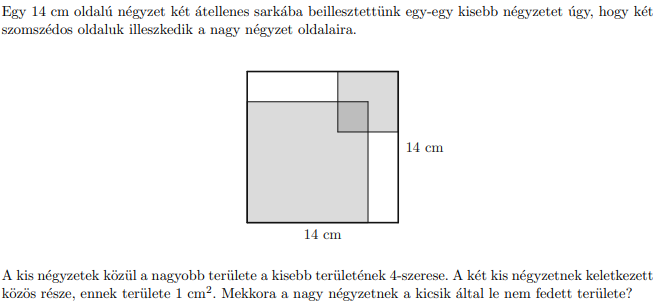 Egy 14 cm oldalú négyzet két átellenes sarkába beillesztettünk egy-egy kisebb négyzetet úgy, hogy két
szomszédos oldaluk illeszkedik a nagy négyzet oldalaira.
14 cm
14 cm
A kis négyzetek közül a nagyobb területe a kisebb területének 4-szerese. A két kis négyzetnek keletkezett
közös része, ennek területe 1 cm². Mekkora a nagy négyzetnek a kicsik által le nem fedett területe?